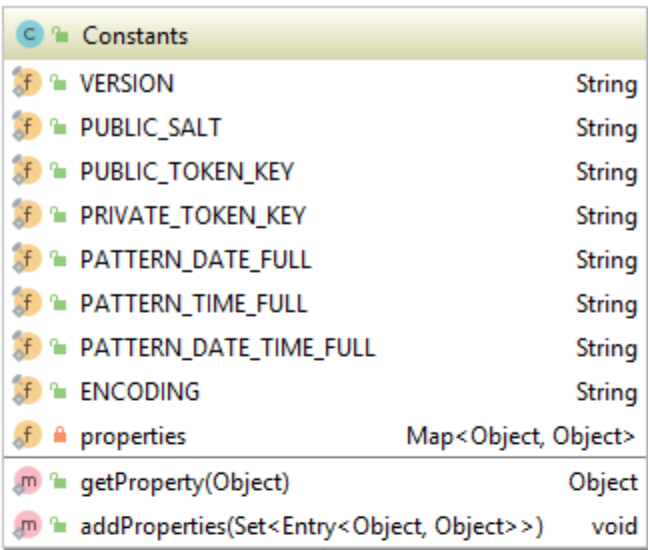 C Constants
f VERSION String
f PUBLIC_SALT String
f PUBLIC_TOKEN_KEY String
f PRIVATE_TOKEN_KEY String
f PATTERN_DATE_FULL String
f PATTERN_TIME_FULL String
f PATTERN_DATE_TIME_FULL String
f ENCODING String
f properties Map<Object, Object>
m getProperty(Object) Object
m addProperties(Set<Entry<Object, Object>>) void